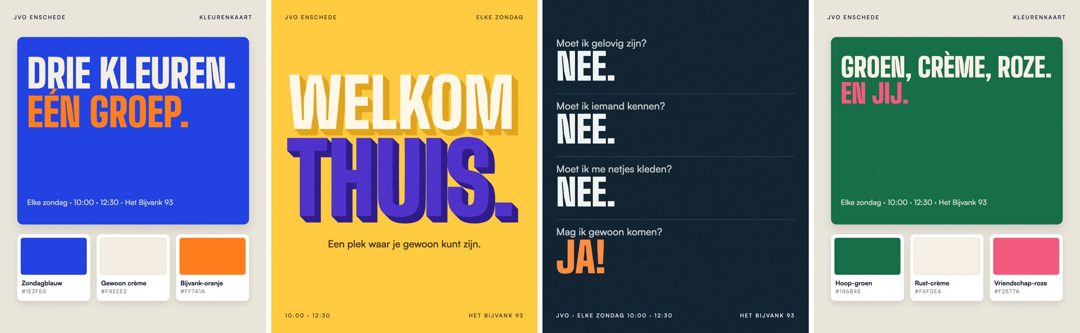 JVO ENSCHEDE
KLEURENKAART
DRIE KLEUREN.
EÉN GROEP.
Elke zondag · 10:00 - 12:30 · Het Bijvank 93
Zondagblauw
#1E3FE0
Gewoon crème
#F4EEE2
Bijvank-oranje
#FF7A1A
JVO ENSCHEDE
ELKE ZONDAG
WELKOM
THUIS.
Een plek waar je gewoon kunt zijn.
10:00 - 12:30
HET BIJVANK 93
Moet ik gelovig zijn?
NEE.
Moet ik iemand kennen?
NEE.
Moet ik me netjes kleden?
NEE.
Mag ik gewoon komen?
JA!
JVO · ELKE ZONDAG 10:00 - 12:30
HET BIJVANK 93
JVO ENSCHEDE
KLEURENKAART
GROEN, CRÈME, ROZE.
EN JIJ.
Elke zondag · 10:00 - 12:30 · Het Bijvank 93
Hoop-groen
#146B45
Rust-crème
#F6F0E4
Vriendschap-roze
#F2577A